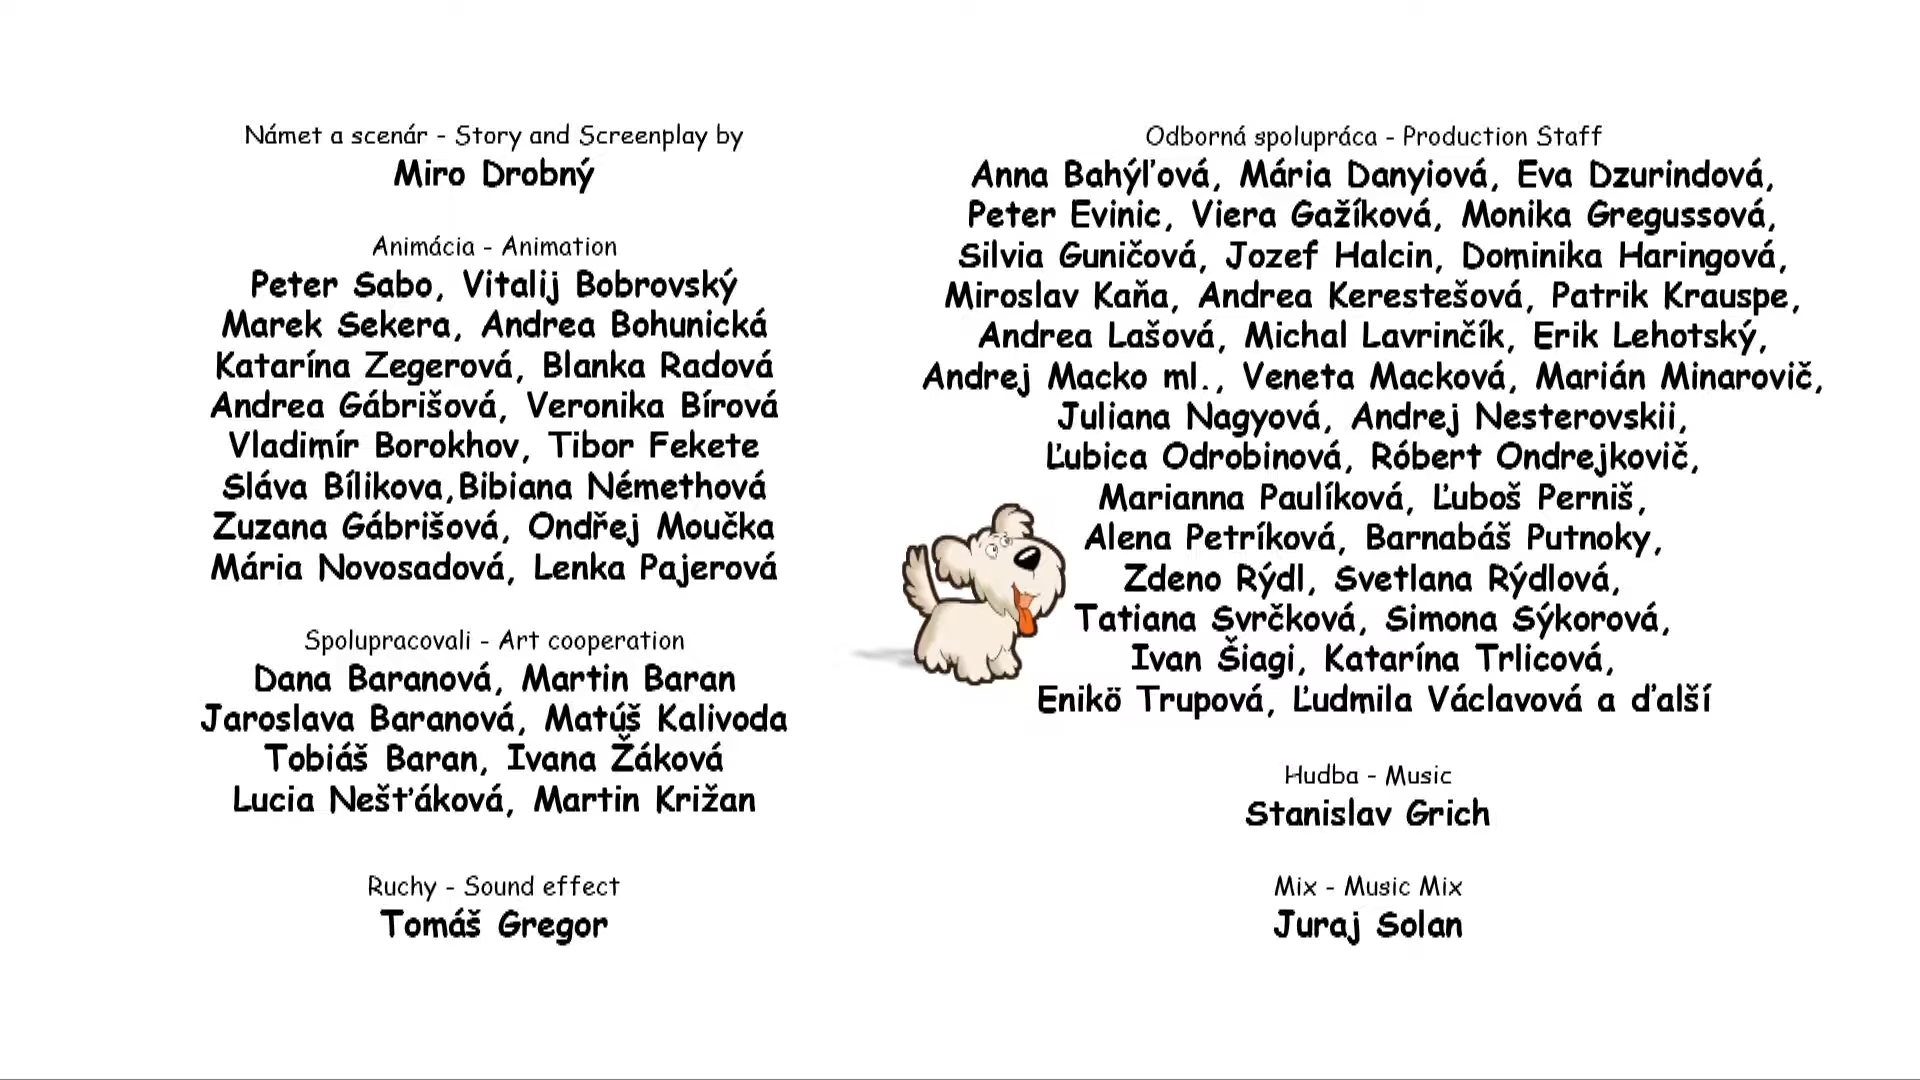 Námet a scenár - Story and Screenplay by
Miro Drobný
Animácia - Animation
Peter Sabo, Vitalij Bobrovský
Marek Sekera, Andrea Bohunická
Katarína Zegerová, Blanka Radová
Andrea Gábrišová, Veronika Bírová
Vladimír Borokhov, Tibor Fekete
Sláva Bílikova,Bibiana Némethová
Zuzana Gábrišová, Ondřej Moučka
Mária Novosadová, Lenka Pajerová
Spolupracovali - Art cooperation
Dana Baranová, Martin Baran
Jaroslava Baranová, Matúš Kalivoda
Tobiáš Baran, Ivana Žáková
Lucia Nešťáková, Martin Križan
Ruchy - Sound effect
Tomáš Gregor
Odborná spolupráca - Production Staff
Anna Bahýľová, Mária Danyiová, Eva Dzurindová,
Peter Evinic, Viera Gažíková, Monika Gregussová,
Silvia Guničová, Jozef Halcin, Dominika Haringová,
Miroslav Kaňa, Andrea Kerestešová, Patrik Krauspe,
Andrea Lašová, Michal Lavrinčík, Erik Lehotský,
Andrej Macko ml., Veneta Macková, Marián Minarovič,
Juliana Nagyová, Andrej Nesterovskii,
Ľubica Odrobinová, Róbert Ondrejkovič,
Marianna Paulíková, Ľuboš Perniš,
Alena Petríková, Barnabáš Putnoky,
Zdeno Rýdl, Svetlana Rýdlová,
Tatiana Svrčková, Simona Sýkorová,
Ivan Šiagi, Katarína Trlicová,
Enikö Trupová, Ľudmila Václavová a ďalší
Hudba - Music
Stanislav Grich
Mix - Music Mix
Juraj Solan